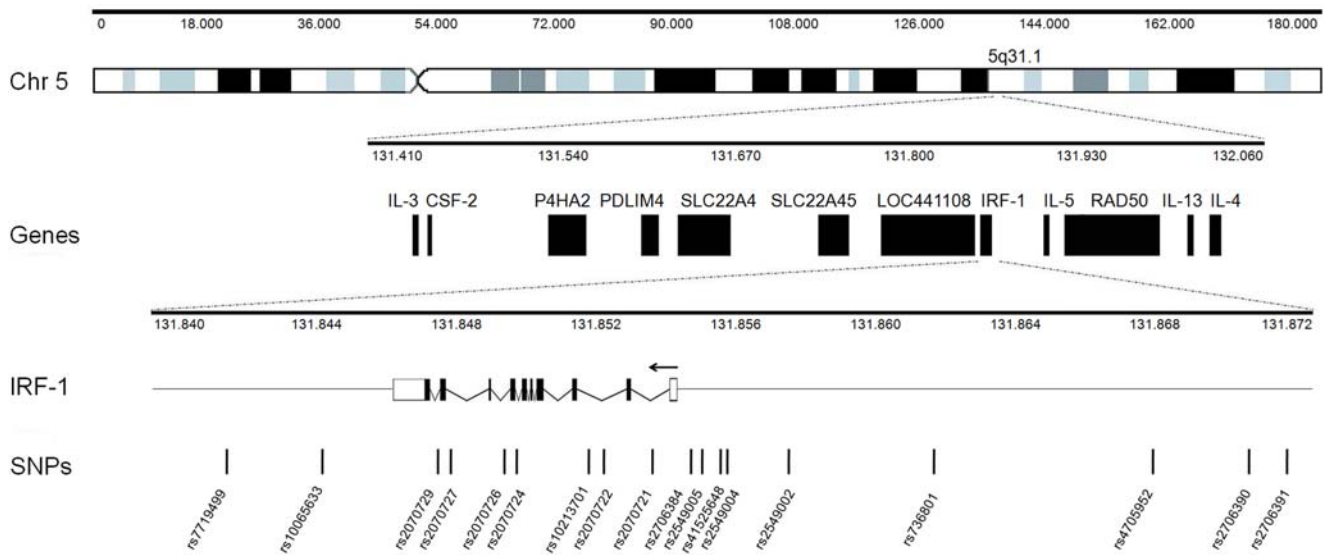 0 18.000 36.000 54.000 72.000 90.000 108.000 126.000 144.000 162.000 180.000
5q31.1
Chr 5
131.410 131.540 131.670 131.800 131.930 132.060
IL-3 CSF-2 P4HA2 PDLIM4 SLC22A4 SLC22A45 LOC441108 IRF-1 IL-5 RAD50 IL-13 IL-4
Genes
131.840 131.844 131.848 131.852 131.856 131.860 131.864 131.868 131.872
IRF-1
SNPs
rs7719499 rs10065633 rs2070729 rs2070727 rs2070726 rs2070724 rs10213701 rs2070722 rs2070721 rs2706384 rs2549005 rs41525648 rs2549004 rs2549002 rs736801 rs4705952 rs2706390 rs2706391